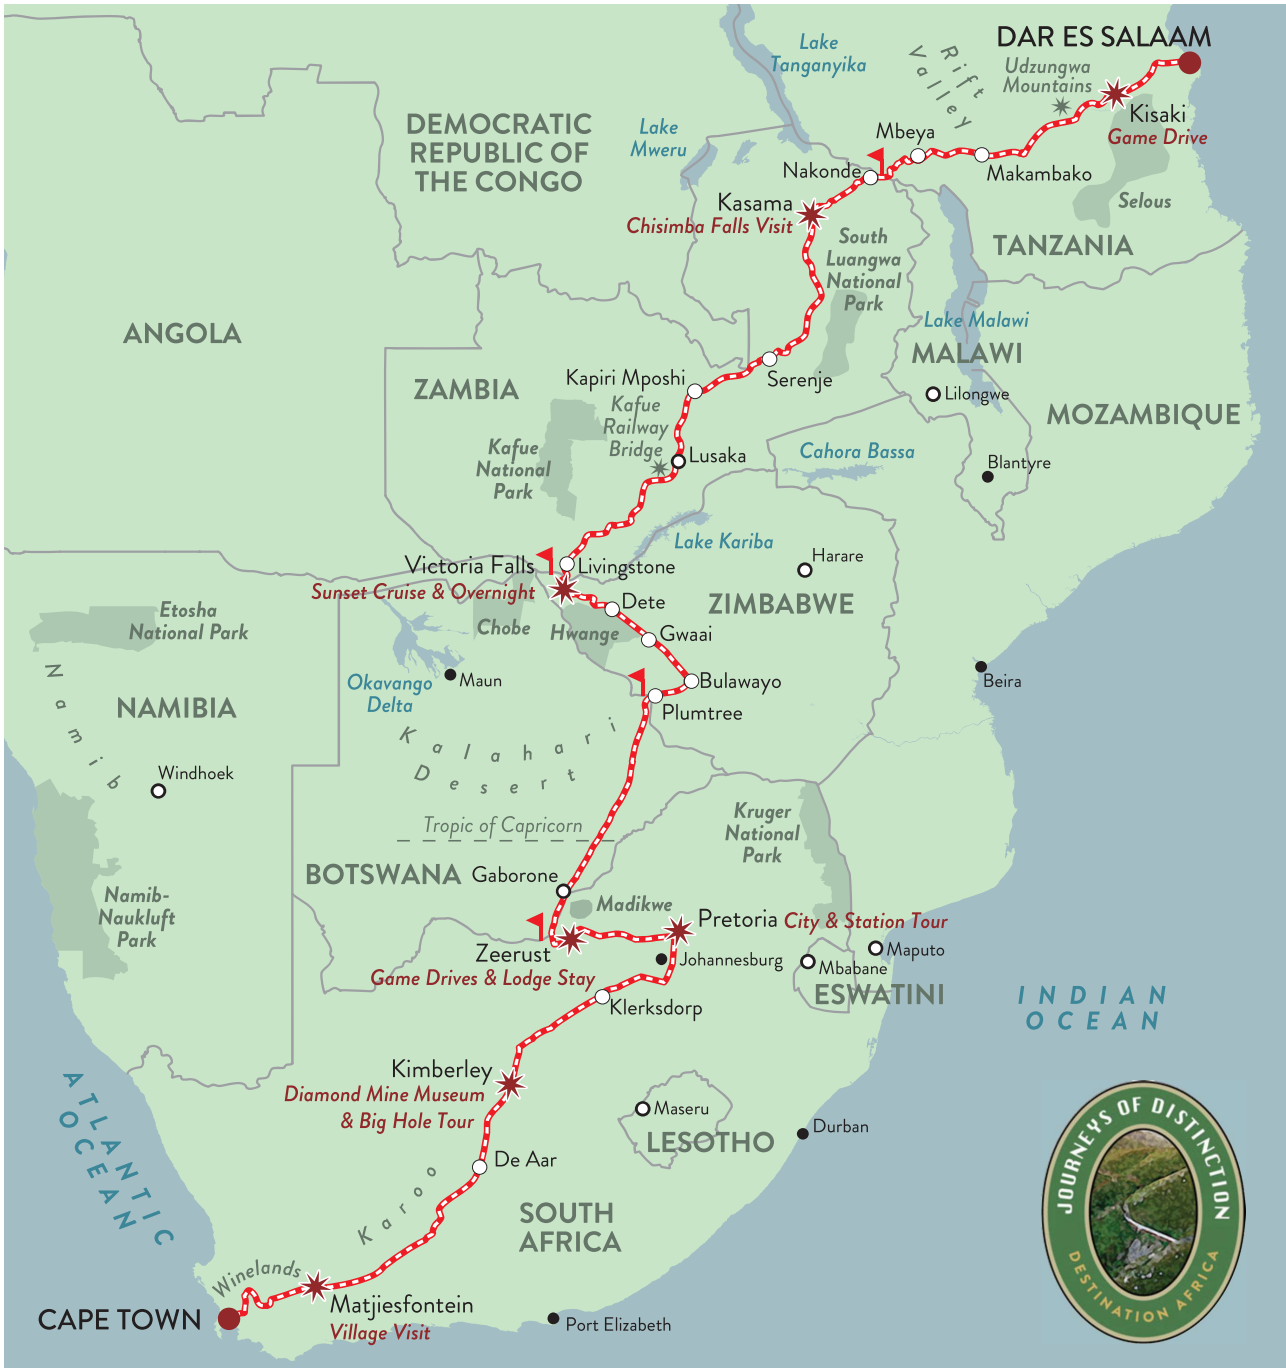 DAR ES SALAAM
Lake
Tanganyika
Rift
Valley
Udzungwa
Mountains
Kisaki
Game Drive
DEMOCRATIC
REPUBLIC OF
THE CONGO
Lake
Mweru
Mbeya
Nakonde
Makambako
Kasama
Chisimba Falls Visit
Selous
South
Luangwa
National
Park
TANZANIA
ANGOLA
Lake Malawi
MALAWI
ZAMBIA
Kapiri Mposhi
Serenje
Lilongwe
Kafue
Railway
Bridge
MOZAMBIQUE
Kafue
National
Park
Lusaka
Cahora Bassa
Blantyre
Lake Kariba
Harare
Victoria Falls
Livingstone
Sunset Cruise & Overnight
Dete
ZIMBABWE
Etosha
National Park
Chobe
Hwange
Gwaai
Namib
Okavango
Delta
Maun
Bulawayo
Beira
NAMIBIA
Plumtree
Kalahari
Desert
Windhoek
Tropic of Capricorn
Kruger
National
Park
BOTSWANA
Gaborone
Namib-
Naukluft
Park
Madikwe
Pretoria
City & Station Tour
Zeerust
Game Drives & Lodge Stay
Johannesburg
Maputo
Mbabane
ESWATINI
INDIAN
OCEAN
Klerksdorp
Kimberley
Diamond Mine Museum
& Big Hole Tour
Maseru
LESOTHO
Durban
ATLANTIC
OCEAN
De Aar
Karoo
SOUTH
AFRICA
Winelands
Matjiesfontein
Village Visit
CAPE TOWN
Port Elizabeth
JOURNEYS OF DISTINCTION
DESTINATION AFRICA